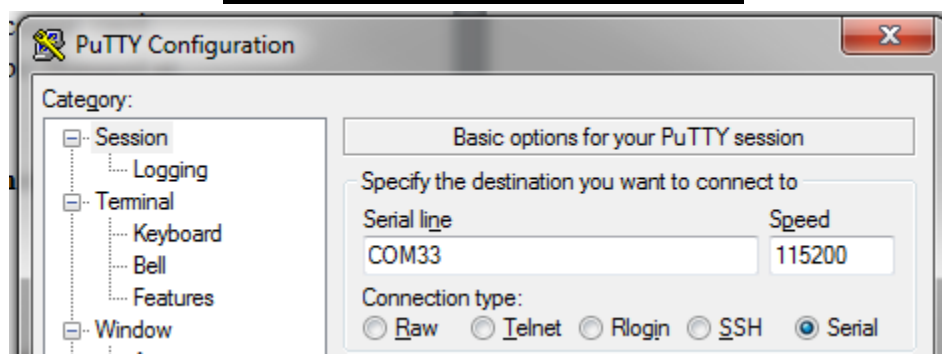 PuTTY Configuration
Category:
Session
Logging
Terminal
Keyboard
Bell
Features
Window
Basic options for your PuTTY session
Specify the destination you want to connect to
Serial line Speed
COM33 115200
Connection type:
Raw Telnet Rlogin SSH Serial